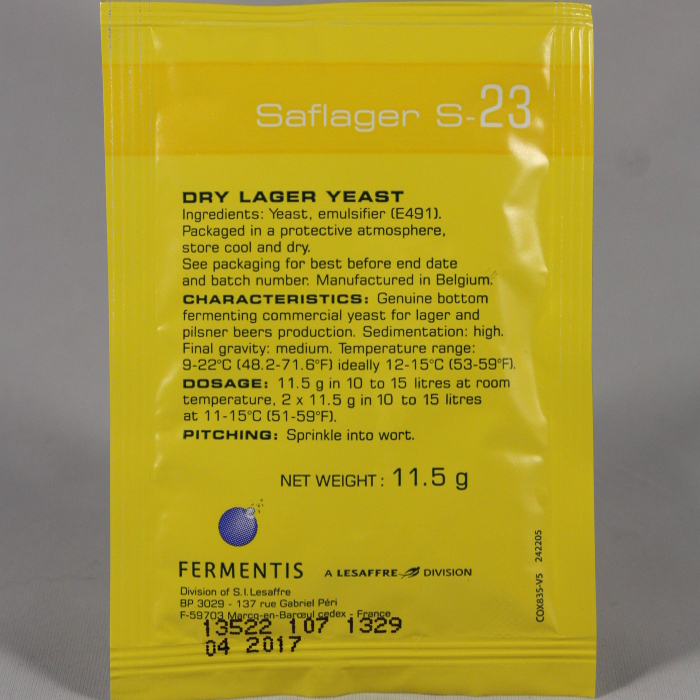 Saflager S-23
DRY LAGER YEAST
Ingredients: Yeast, emulsifier (E491).
Packaged in a protective atmosphere,
store cool and dry.
See packaging for best before end date
and batch number. Manufactured in Belgium.
CHARACTERISTICS: Genuine bottom
fermenting commercial yeast for lager and
pilsner beers production. Sedimentation: high.
Final gravity: medium. Temperature range:
9-22°C (48.2-71.6°F) ideally 12-15°C (53-59°F).
DOSAGE: 11.5 g in 10 to 15 litres at room
temperature, 2 x 11.5 g in 10 to 15 litres
at 11-15°C (51-59°F).
PITCHING: Sprinkle into wort.
NET WEIGHT : 11.5 g
FERMENTIS A LESAFFRE DIVISION
Division of S.I.Lesaffre
BP 3029 - 137 rue Gabriel Péri
F-59703 Marcq-en-Barœul cedex - France
13522 107 1329
04 2017
COX835-V5 242205